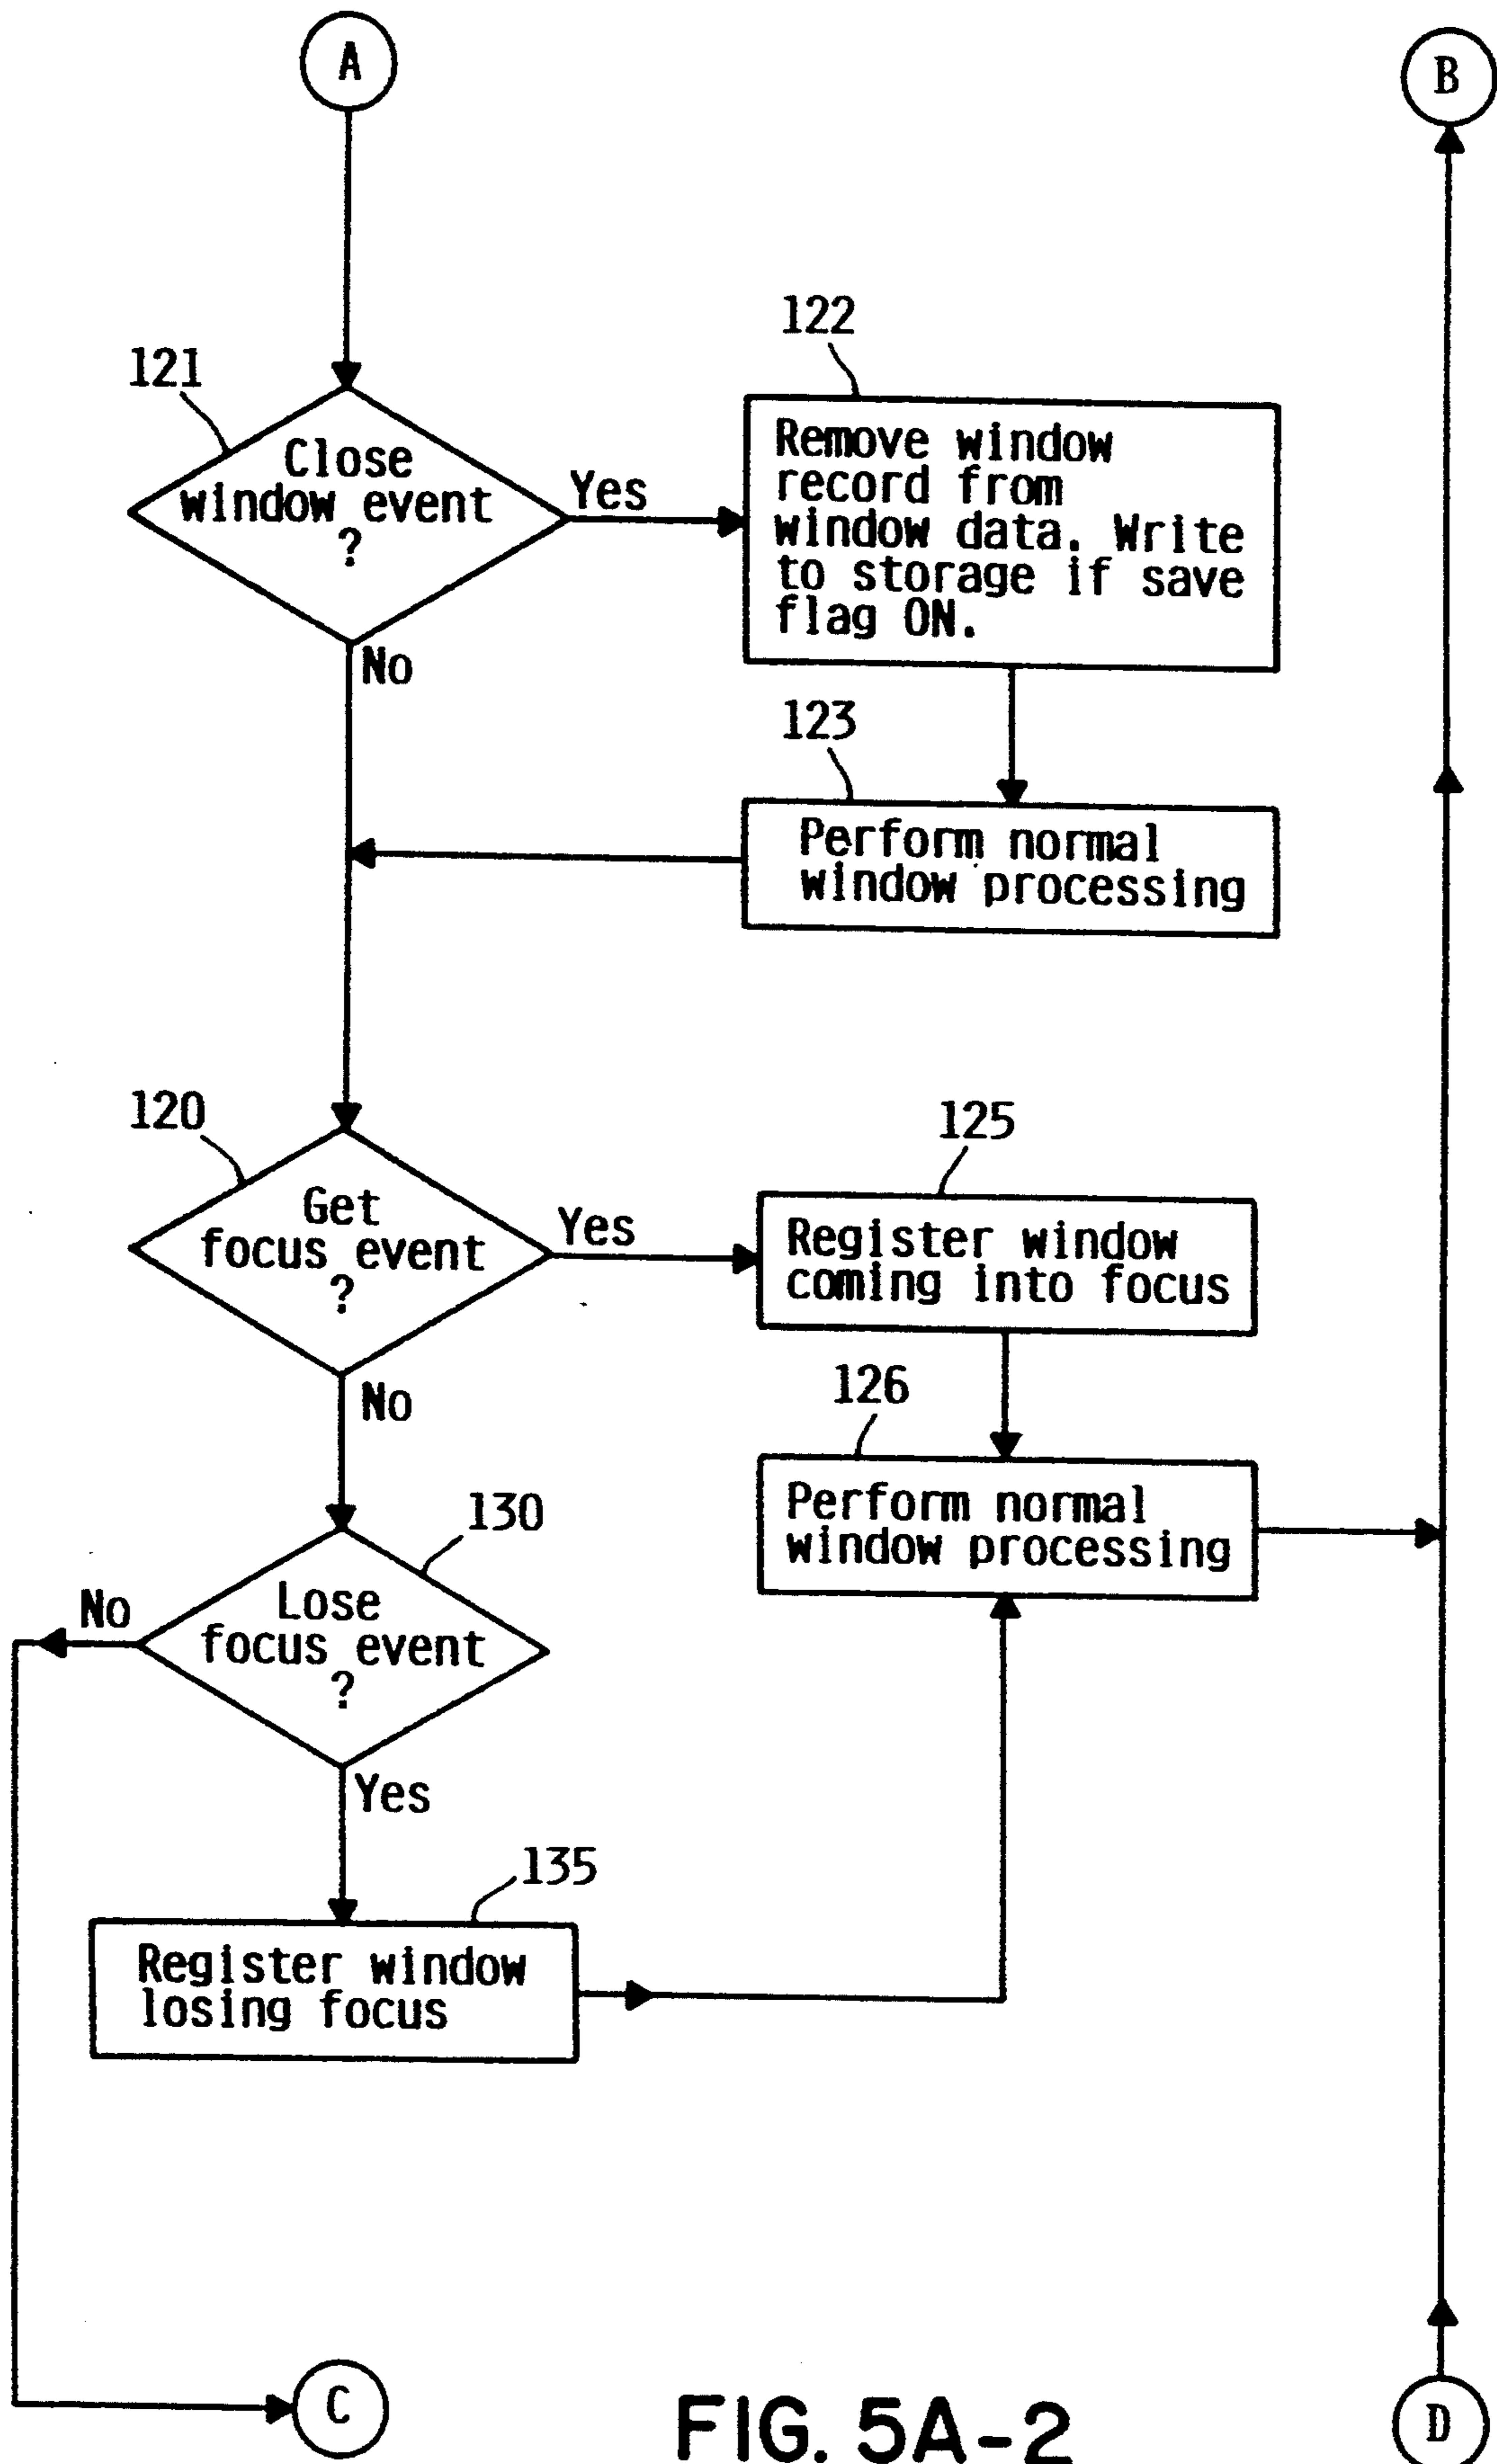 A
B
121
Close
window event
?
Yes
No
122
Remove window
record from
window data. Write
to storage if save
flag ON.
123
Perform normal
window processing
120
Get
focus event
?
Yes
No
125
Register window
coming into focus
126
Perform normal
window processing
130
Lose
focus event
?
No
Yes
135
Register window
losing focus
C
FIG. 5A-2
D